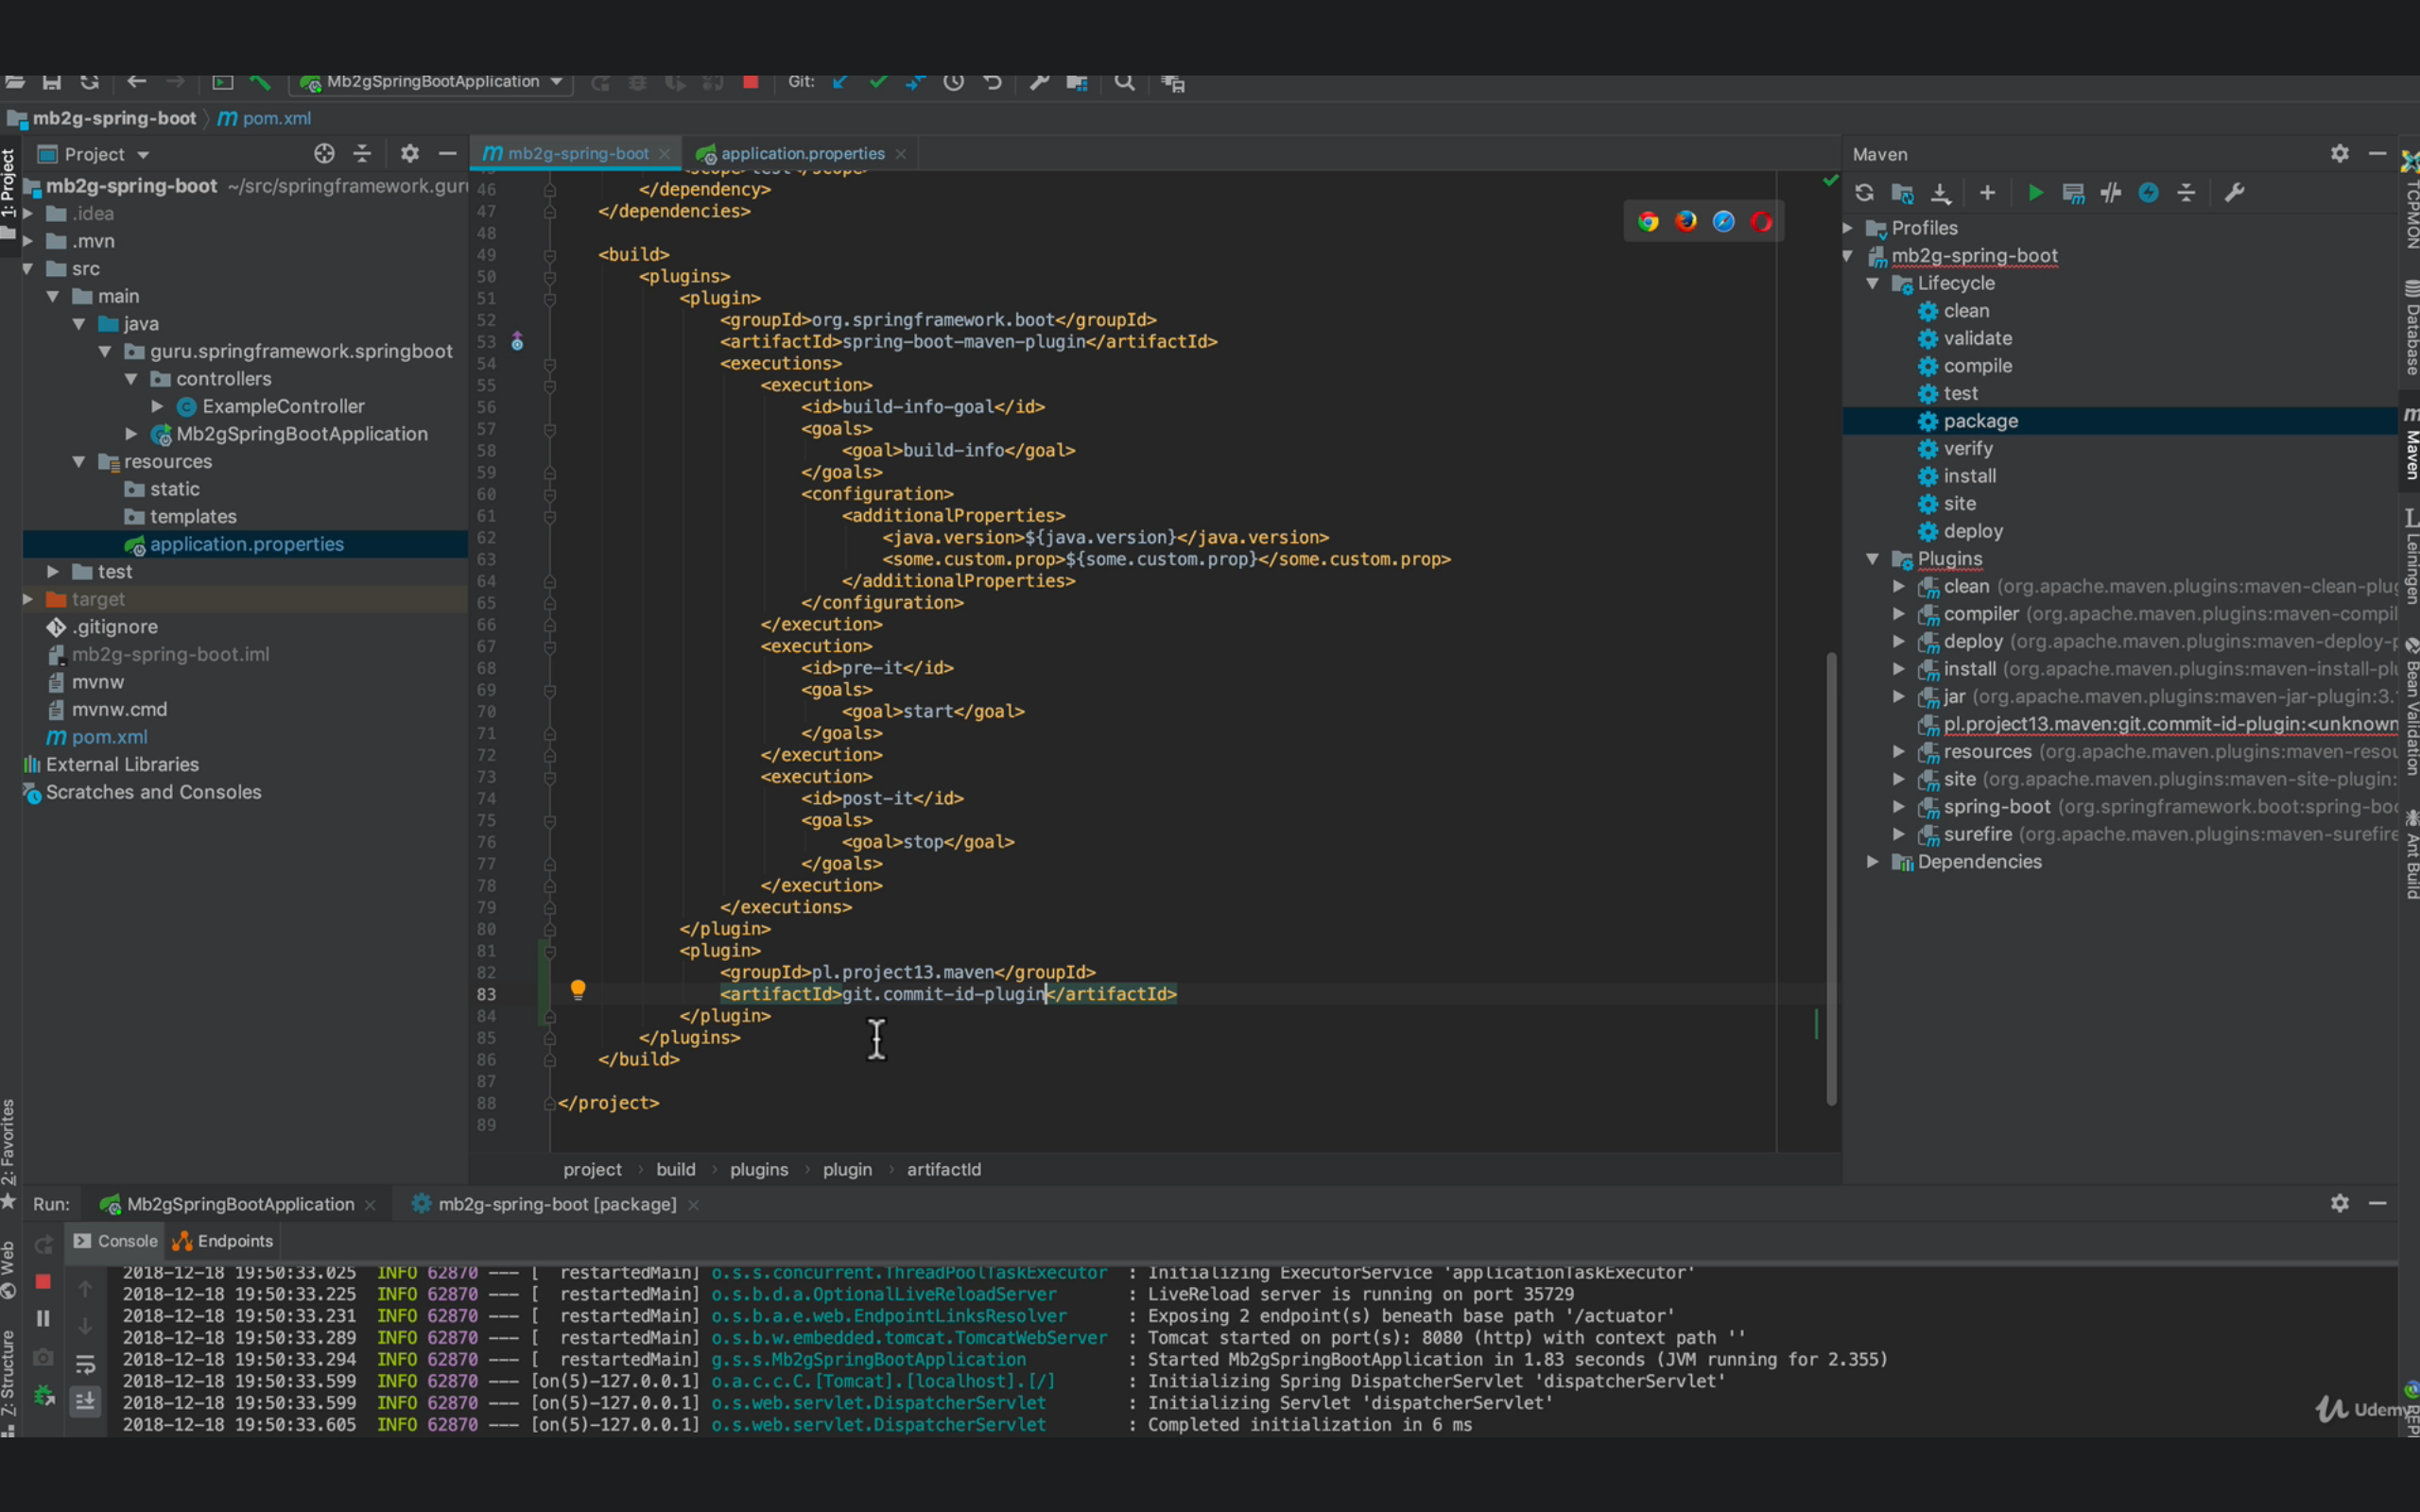 Mb2gSpringBootApplication
Git:
mb2g-spring-boot
pom.xml
1: Project
Project
mb2g-spring-boot ~/src/springframework.guru
.idea
.mvn
src
main
java
guru.springframework.springboot
controllers
ExampleController
Mb2gSpringBootApplication
resources
static
templates
application.properties
test
target
.gitignore
mb2g-spring-boot.iml
mvnw
mvnw.cmd
pom.xml
External Libraries
Scratches and Consoles
2: Favorites
Web
Z: Structure
mb2g-spring-boot
application.properties
46 </dependency>
47 </dependencies>
48
49 <build>
50 <plugins>
51 <plugin>
52 <groupId>org.springframework.boot</groupId>
53 <artifactId>spring-boot-maven-plugin</artifactId>
54 <executions>
55 <execution>
56 <id>build-info-goal</id>
57 <goals>
58 <goal>build-info</goal>
59 </goals>
60 <configuration>
61 <additionalProperties>
62 <java.version>${java.version}</java.version>
63 <some.custom.prop>${some.custom.prop}</some.custom.prop>
64 </additionalProperties>
65 </configuration>
66 </execution>
67 <execution>
68 <id>pre-it</id>
69 <goals>
70 <goal>start</goal>
71 </goals>
72 </execution>
73 <execution>
74 <id>post-it</id>
75 <goals>
76 <goal>stop</goal>
77 </goals>
78 </execution>
79 </executions>
80 </plugin>
81 <plugin>
82 <groupId>pl.project13.maven</groupId>
83 <artifactId>git.commit-id-plugin</artifactId>
84 </plugin>
85 </plugins>
86 </build>
87
88 </project>
89
project › build › plugins › plugin › artifactId
Maven
Profiles
mb2g-spring-boot
Lifecycle
clean
validate
compile
test
package
verify
install
site
deploy
Plugins
clean (org.apache.maven.plugins:maven-clean-plug
compiler (org.apache.maven.plugins:maven-compil
deploy (org.apache.maven.plugins:maven-deploy-p
install (org.apache.maven.plugins:maven-install-plu
jar (org.apache.maven.plugins:maven-jar-plugin:3.
pl.project13.maven:git.commit-id-plugin:<unknown
resources (org.apache.maven.plugins:maven-resou
site (org.apache.maven.plugins:maven-site-plugin:
spring-boot (org.springframework.boot:spring-boo
surefire (org.apache.maven.plugins:maven-surefire
Dependencies
TCPMON
Database
Maven
Leiningen
Bean Validation
Ant Build
Run: Mb2gSpringBootApplication mb2g-spring-boot [package]
Console Endpoints
2018-12-18 19:50:33.025 INFO 62870 --- [ restartedMain] o.s.s.concurrent.ThreadPoolTaskExecutor : Initializing ExecutorService 'applicationTaskExecutor'
2018-12-18 19:50:33.225 INFO 62870 --- [ restartedMain] o.s.b.d.a.OptionalLiveReloadServer : LiveReload server is running on port 35729
2018-12-18 19:50:33.231 INFO 62870 --- [ restartedMain] o.s.b.a.e.web.EndpointLinksResolver : Exposing 2 endpoint(s) beneath base path '/actuator'
2018-12-18 19:50:33.289 INFO 62870 --- [ restartedMain] o.s.b.w.embedded.tomcat.TomcatWebServer : Tomcat started on port(s): 8080 (http) with context path ''
2018-12-18 19:50:33.294 INFO 62870 --- [ restartedMain] g.s.s.Mb2gSpringBootApplication : Started Mb2gSpringBootApplication in 1.83 seconds (JVM running for 2.355)
2018-12-18 19:50:33.599 INFO 62870 --- [on(5)-127.0.0.1] o.a.c.c.C.[Tomcat].[localhost].[/] : Initializing Spring DispatcherServlet 'dispatcherServlet'
2018-12-18 19:50:33.599 INFO 62870 --- [on(5)-127.0.0.1] o.s.web.servlet.DispatcherServlet : Initializing Servlet 'dispatcherServlet'
2018-12-18 19:50:33.605 INFO 62870 --- [on(5)-127.0.0.1] o.s.web.servlet.DispatcherServlet : Completed initialization in 6 ms
Udemy